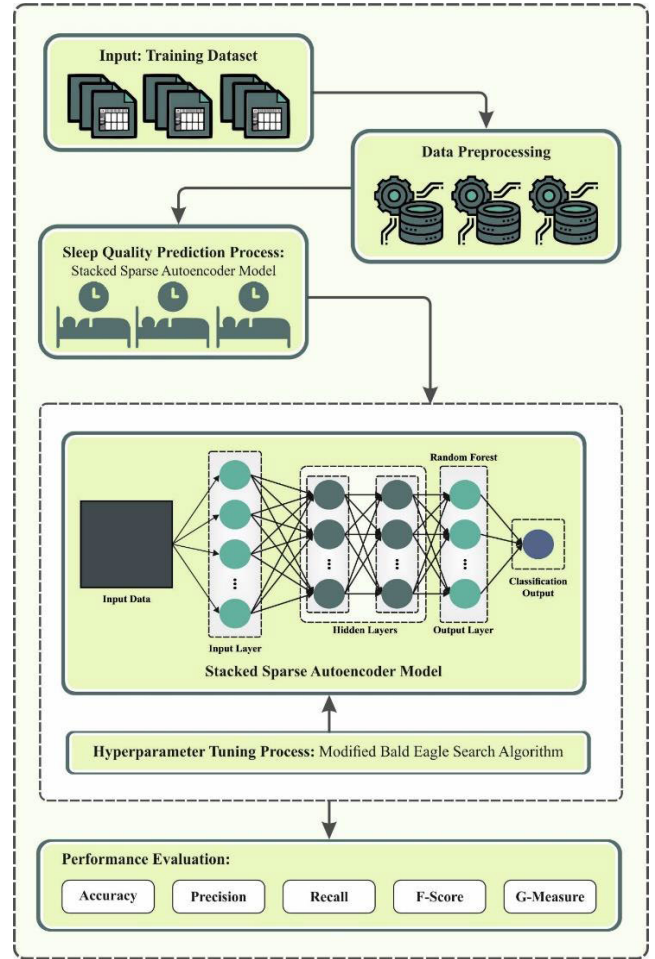 Input: Training Dataset
Data Preprocessing
Sleep Quality Prediction Process:
Stacked Sparse Autoencoder Model
Random Forest
Input Data
Classification
Output
Input Layer
Hidden Layers
Output Layer
Stacked Sparse Autoencoder Model
Hyperparameter Tuning Process: Modified Bald Eagle Search Algorithm
Performance Evaluation:
Accuracy
Precision
Recall
F-Score
G-Measure